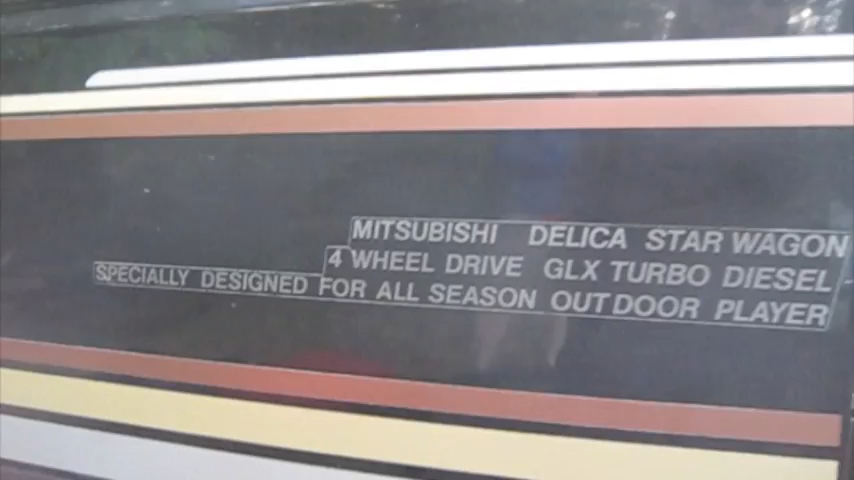 MITSUBISHI DELICA STAR WAGON
4 WHEEL DRIVE GLX TURBO DIESEL
SPECIALLY DESIGNED FOR ALL SEASON OUTDOOR PLAYER